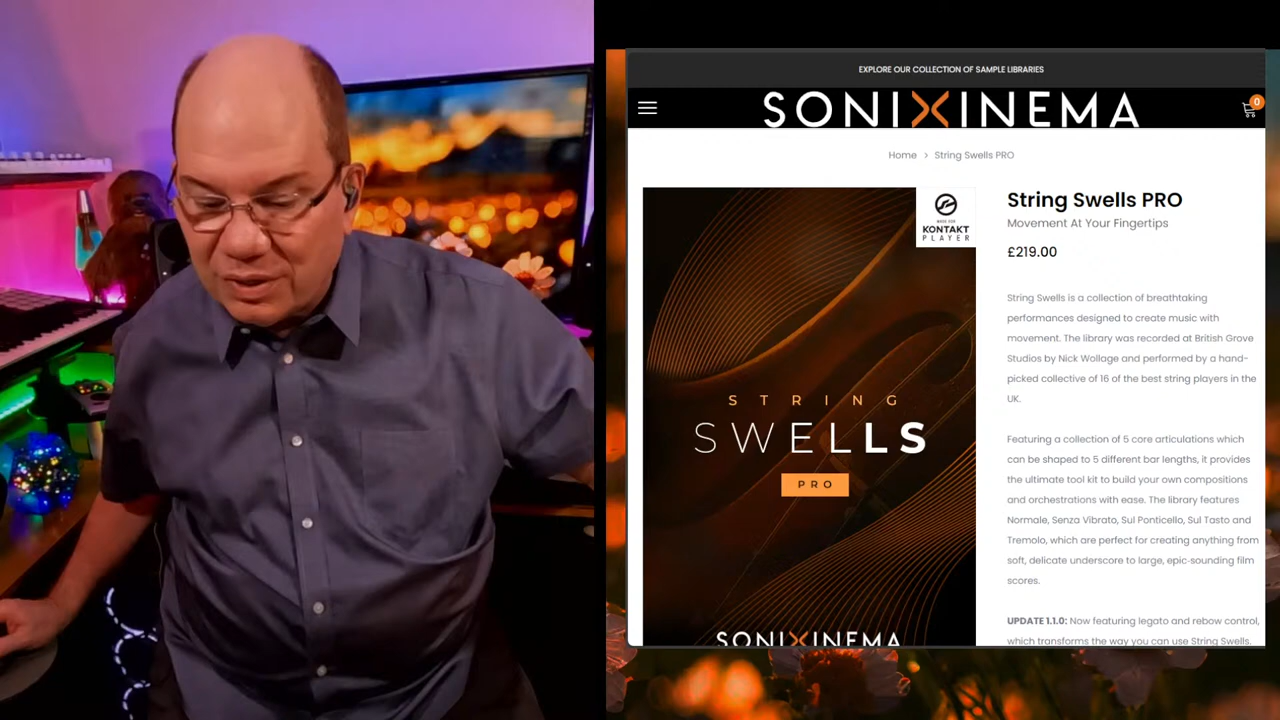 EXPLORE OUR COLLECTION OF SAMPLE LIBRARIES
SONIXINEMA
0
Home > String Swells PRO
MADE FOR
KONTAKT
PLAYER
STRING
SWELLS
PRO
SONIXINEMA
String Swells PRO
Movement At Your Fingertips
£219.00
String Swells is a collection of breathtaking
performances designed to create music with
movement. The library was recorded at British Grove
Studios by Nick Wollage and performed by a hand-
picked collective of 16 of the best string players in the
UK.
Featuring a collection of 5 core articulations which
can be shaped to 5 different bar lengths, it provides
the ultimate tool kit to build your own compositions
and orchestrations with ease. The library features
Normale, Senza Vibrato, Sul Ponticello, Sul Tasto and
Tremolo, which are perfect for creating anything from
soft, delicate underscore to large, epic-sounding film
scores.
UPDATE 1.1.0: Now featuring legato and rebow control,
which transforms the way you can use String Swells.